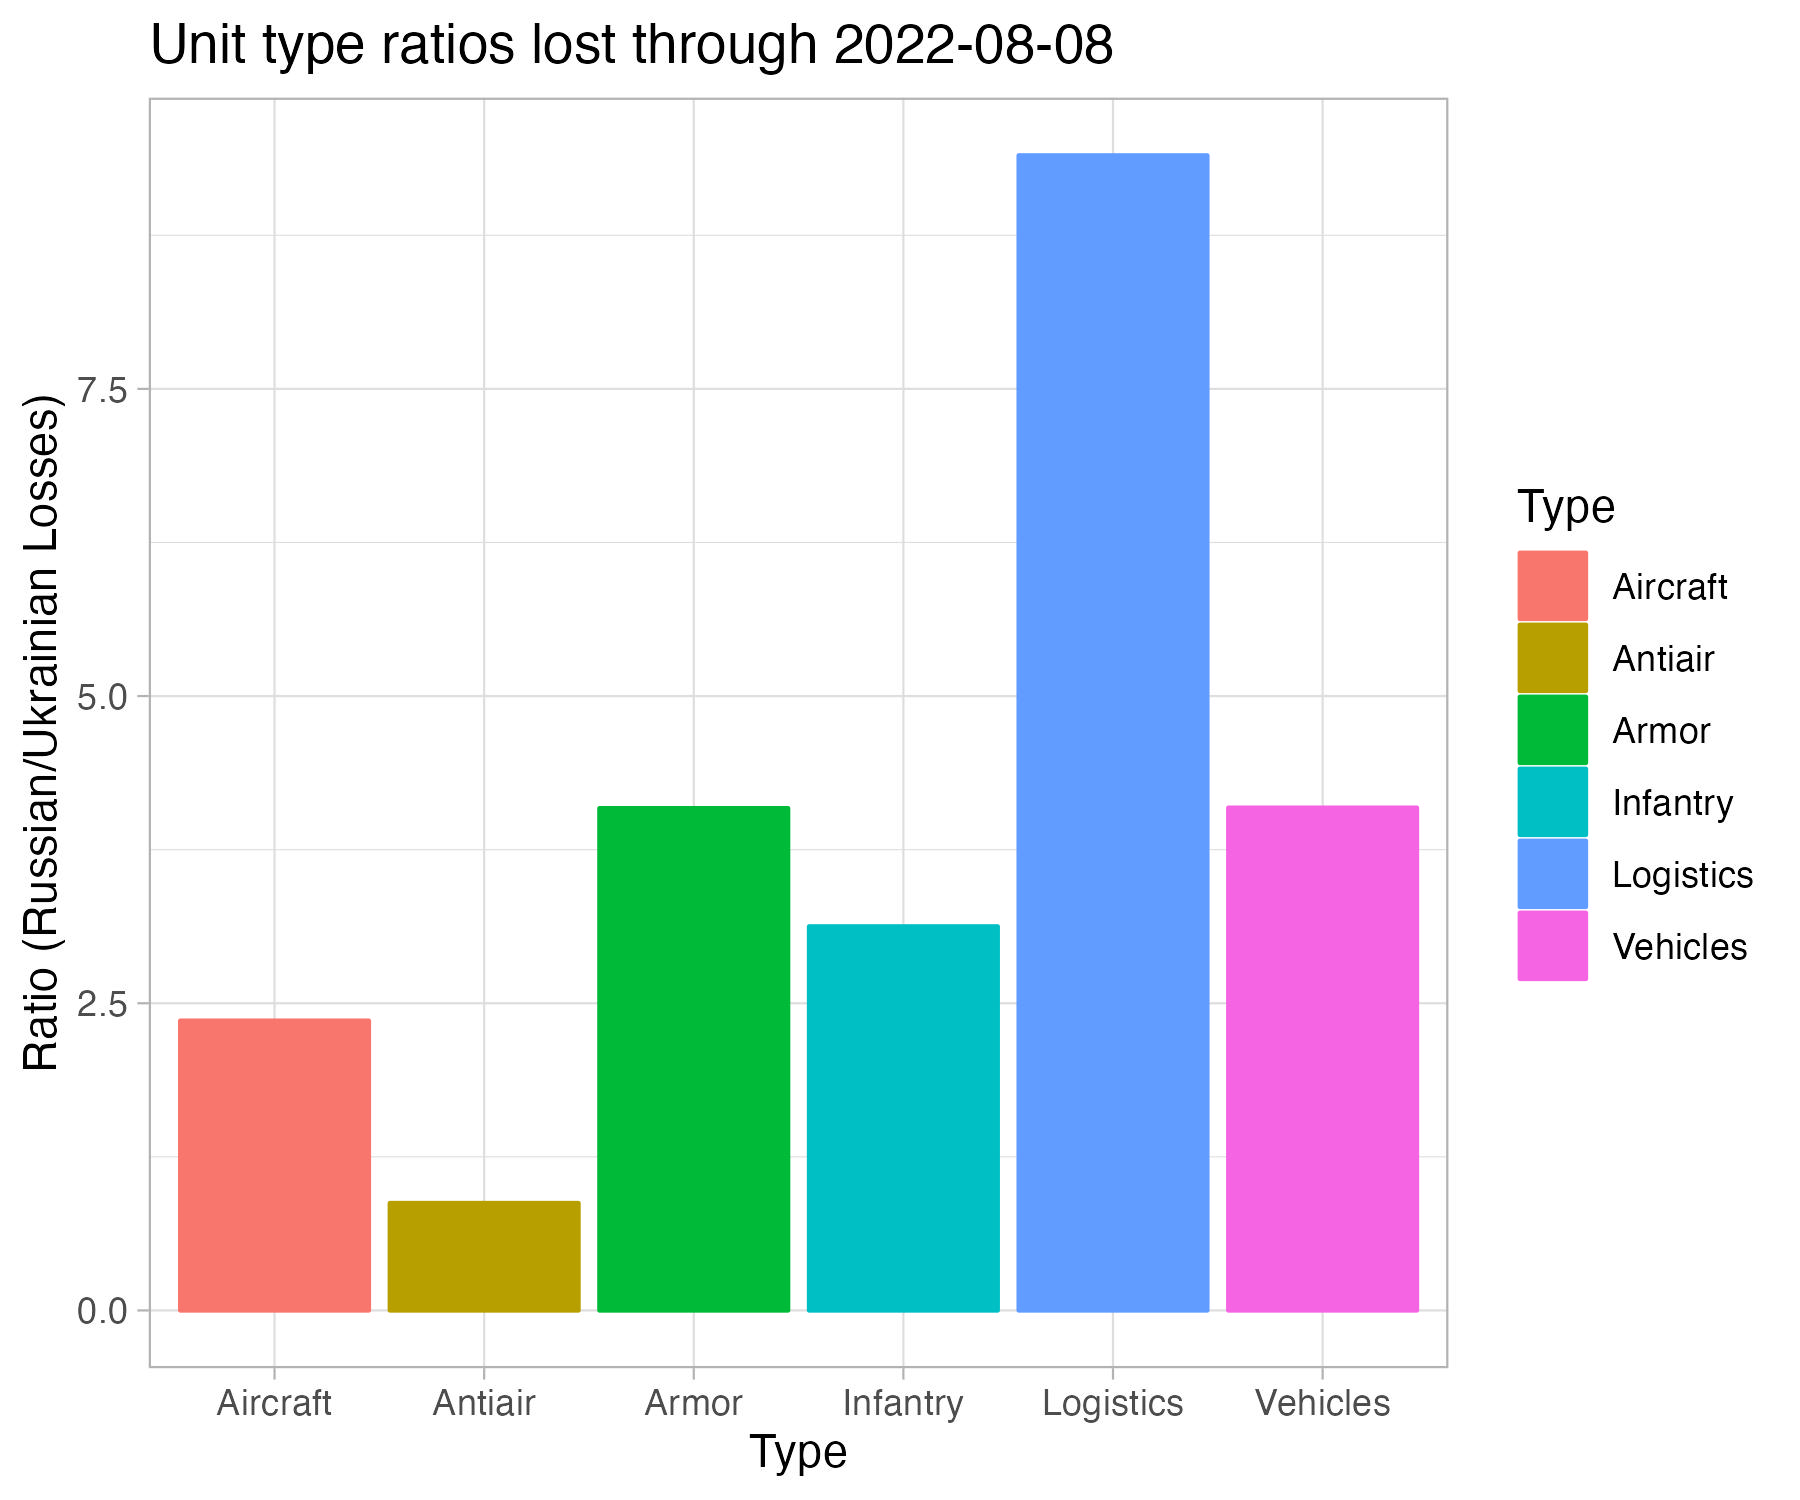 Unit type ratios lost through 2022-08-08
Ratio (Russian/Ukrainian Losses)
7.5
5.0
2.5
0.0
Aircraft
Antiair
Armor
Infantry
Logistics
Vehicles
Type
Type
Aircraft
Antiair
Armor
Infantry
Logistics
Vehicles